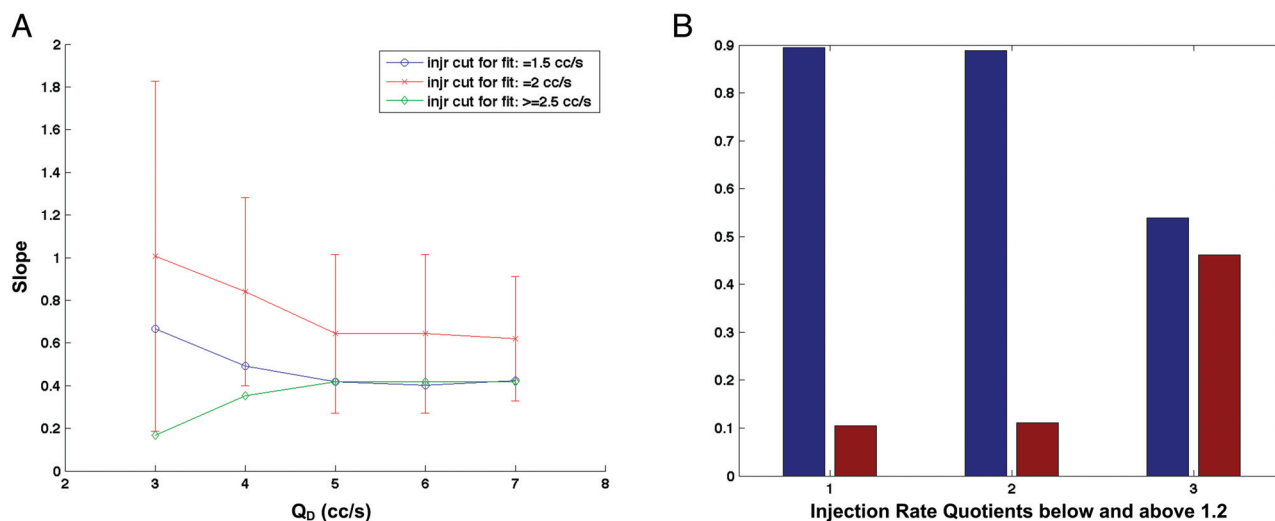 A
Slope
2
1.8
1.6
1.4
1.2
1
0.8
0.6
0.4
0.2
0
2 3 4 5 6 7 8
Q_D (cc/s)
injr cut for fit: =1.5 cc/s
injr cut for fit: =2 cc/s
injr cut for fit: >=2.5 cc/s
B
0.9
0.8
0.7
0.6
0.5
0.4
0.3
0.2
0.1
0
1 2 3
Injection Rate Quotients below and above 1.2